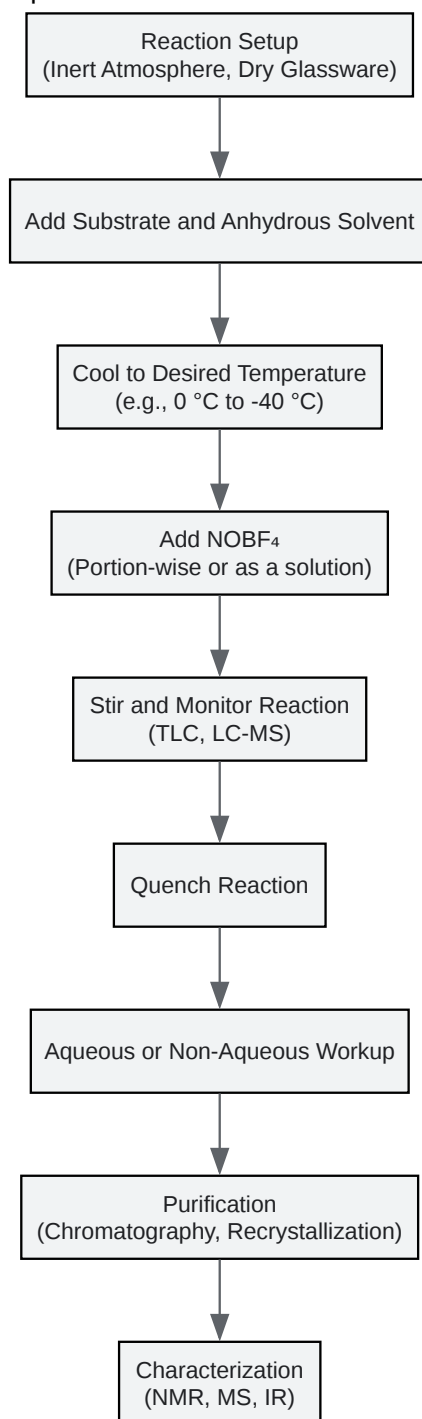 Reaction Setup
(Inert Atmosphere, Dry Glassware)
Add Substrate and Anhydrous Solvent
Cool to Desired Temperature
(e.g., 0 °C to -40 °C)
Add NOBF₄
(Portion-wise or as a solution)
Stir and Monitor Reaction
(TLC, LC-MS)
Quench Reaction
Aqueous or Non-Aqueous Workup
Purification
(Chromatography, Recrystallization)
Characterization
(NMR, MS, IR)